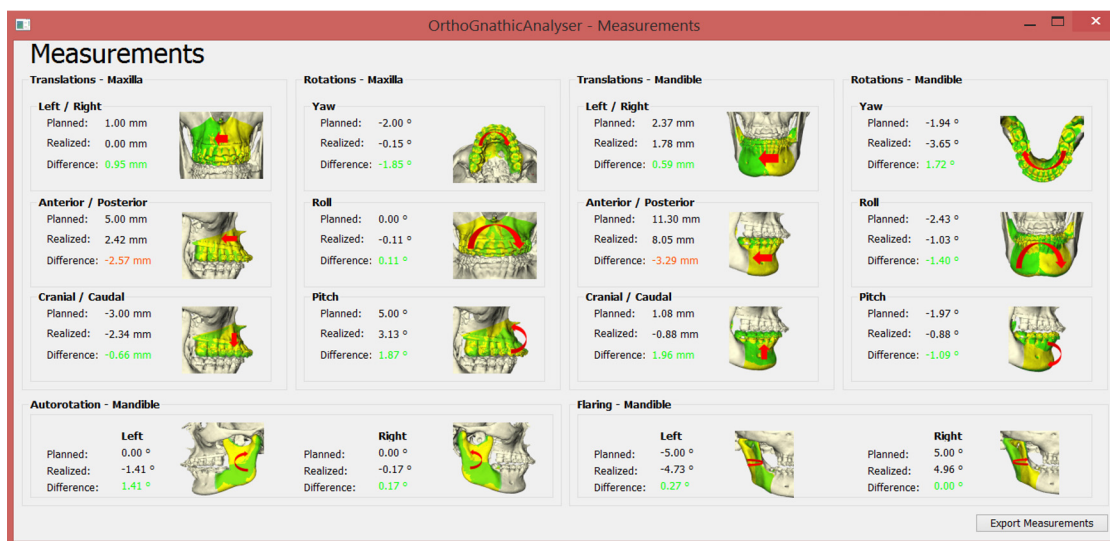 OrthoGnathicAnalyser - Measurements
Measurements
Translations - Maxilla
Left / Right
Planned: 1.00 mm
Realized: 0.00 mm
Difference: 0.95 mm
Anterior / Posterior
Planned: 5.00 mm
Realized: 2.42 mm
Difference: -2.57 mm
Cranial / Caudal
Planned: -3.00 mm
Realized: -2.34 mm
Difference: -0.66 mm
Rotations - Maxilla
Yaw
Planned: -2.00 º
Realized: -0.15 º
Difference: -1.85 º
Roll
Planned: 0.00 º
Realized: -0.11 º
Difference: 0.11 º
Pitch
Planned: 5.00 º
Realized: 3.13 º
Difference: 1.87 º
Translations - Mandible
Left / Right
Planned: 2.37 mm
Realized: 1.78 mm
Difference: 0.59 mm
Anterior / Posterior
Planned: 11.30 mm
Realized: 8.05 mm
Difference: -3.29 mm
Cranial / Caudal
Planned: 1.08 mm
Realized: -0.88 mm
Difference: 1.96 mm
Rotations - Mandible
Yaw
Planned: -1.94 º
Realized: -3.65 º
Difference: 1.72 º
Roll
Planned: -2.43 º
Realized: -1.03 º
Difference: -1.40 º
Pitch
Planned: -1.97 º
Realized: -0.88 º
Difference: -1.09 º
Autorotation - Mandible
Left
Planned: 0.00 º
Realized: -1.41 º
Difference: 1.41 º
Right
Planned: 0.00 º
Realized: -0.17 º
Difference: 0.17 º
Flaring - Mandible
Left
Planned: -5.00 º
Realized: -4.73 º
Difference: 0.27 º
Right
Planned: 5.00 º
Realized: 4.96 º
Difference: 0.00 º
Export Measurements